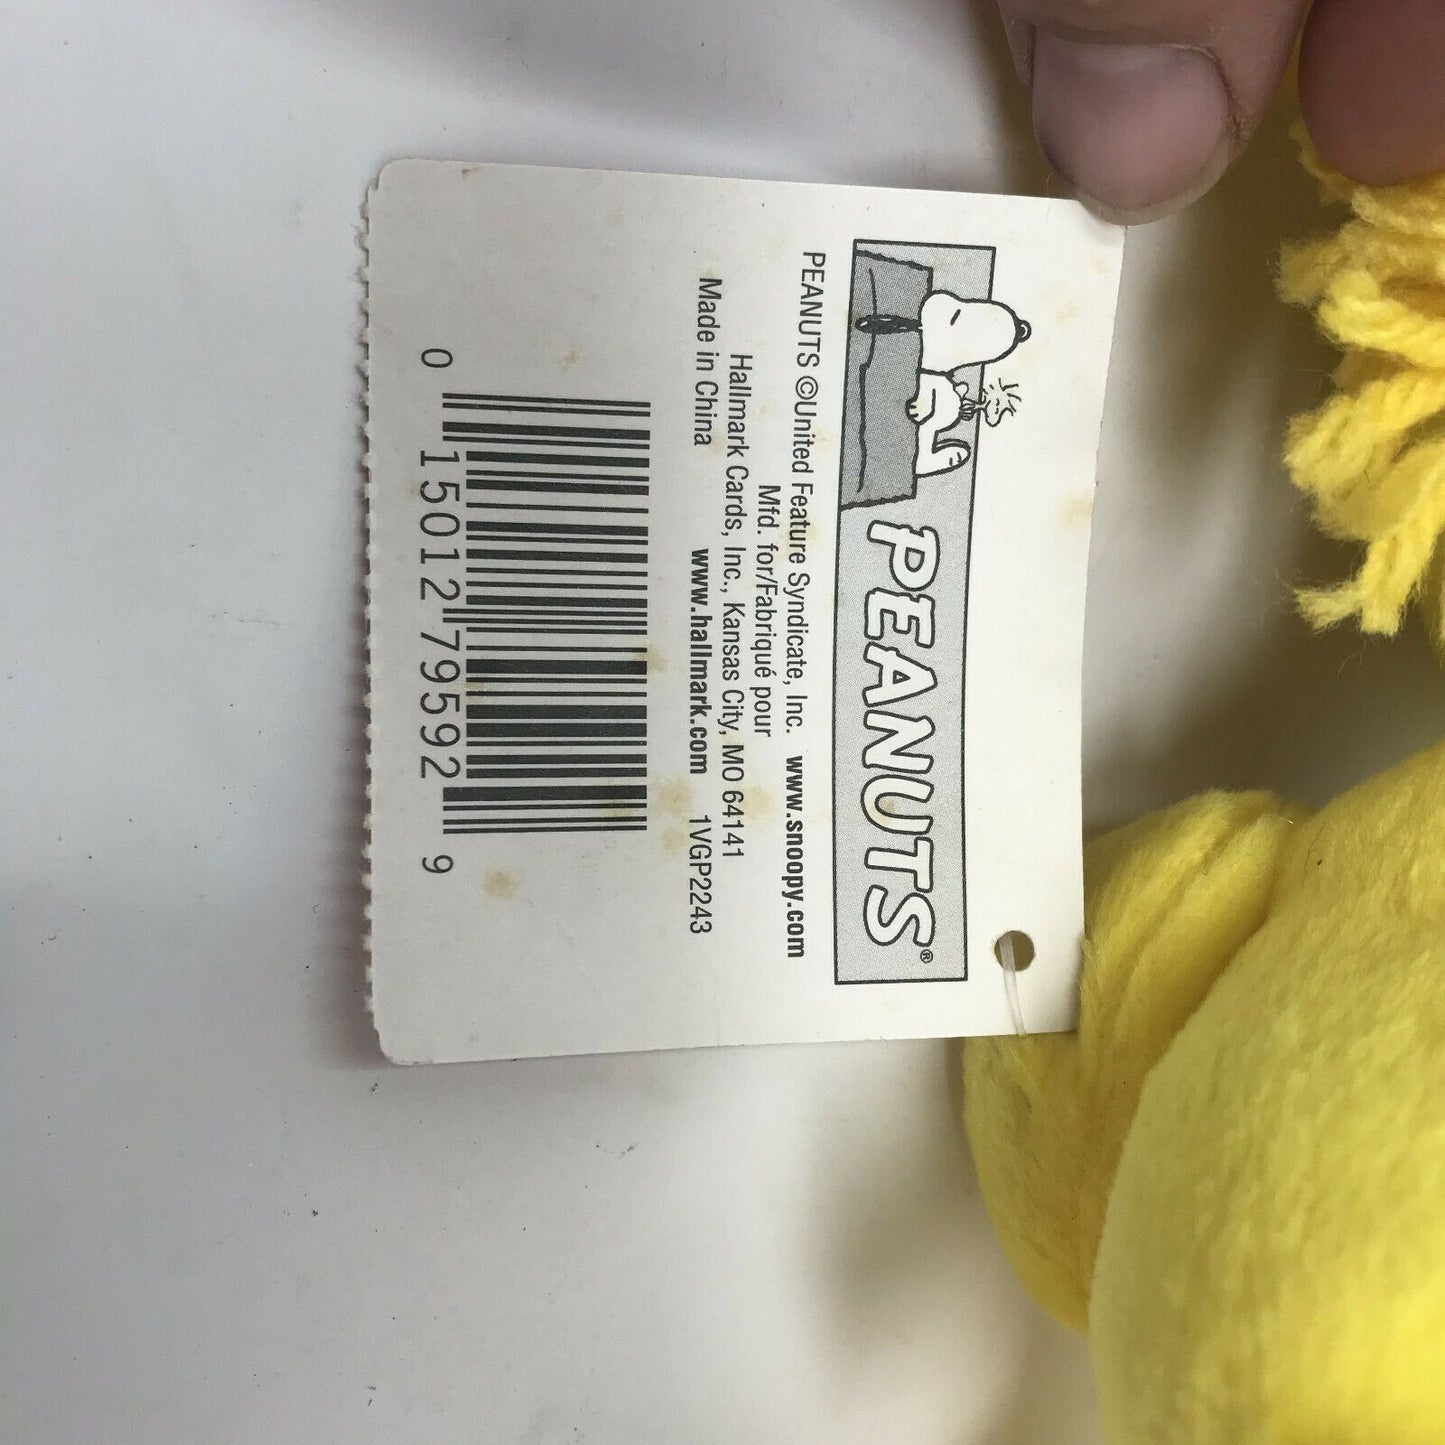 PEANUTS®
PEANUTS ©United Feature Syndicate, Inc. www.snoopy.com
Mfd. for/Fabriqué pour
Hallmark Cards, Inc., Kansas City, MO 64141
Made in China www.hallmark.com 1VGP2243
0 15012 79592 9